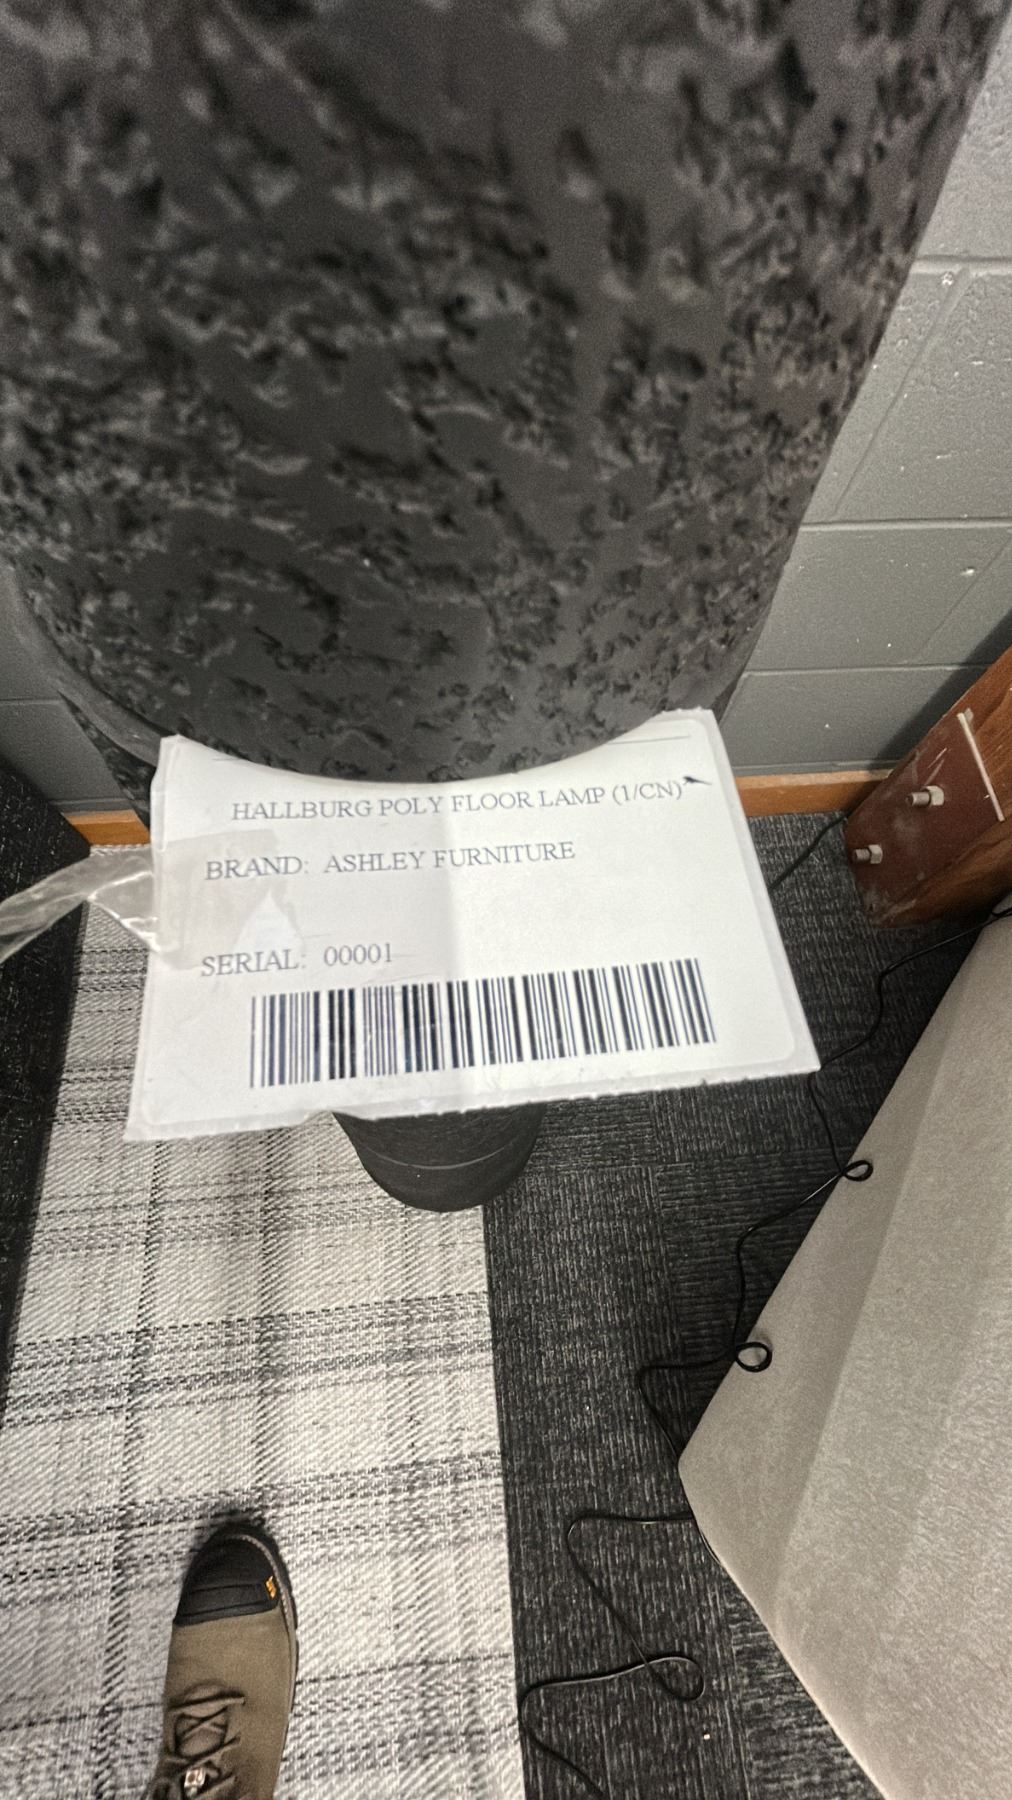 HALLBURG POLY FLOOR LAMP (1/CN)
BRAND: ASHLEY FURNITURE
SERIAL: 00001